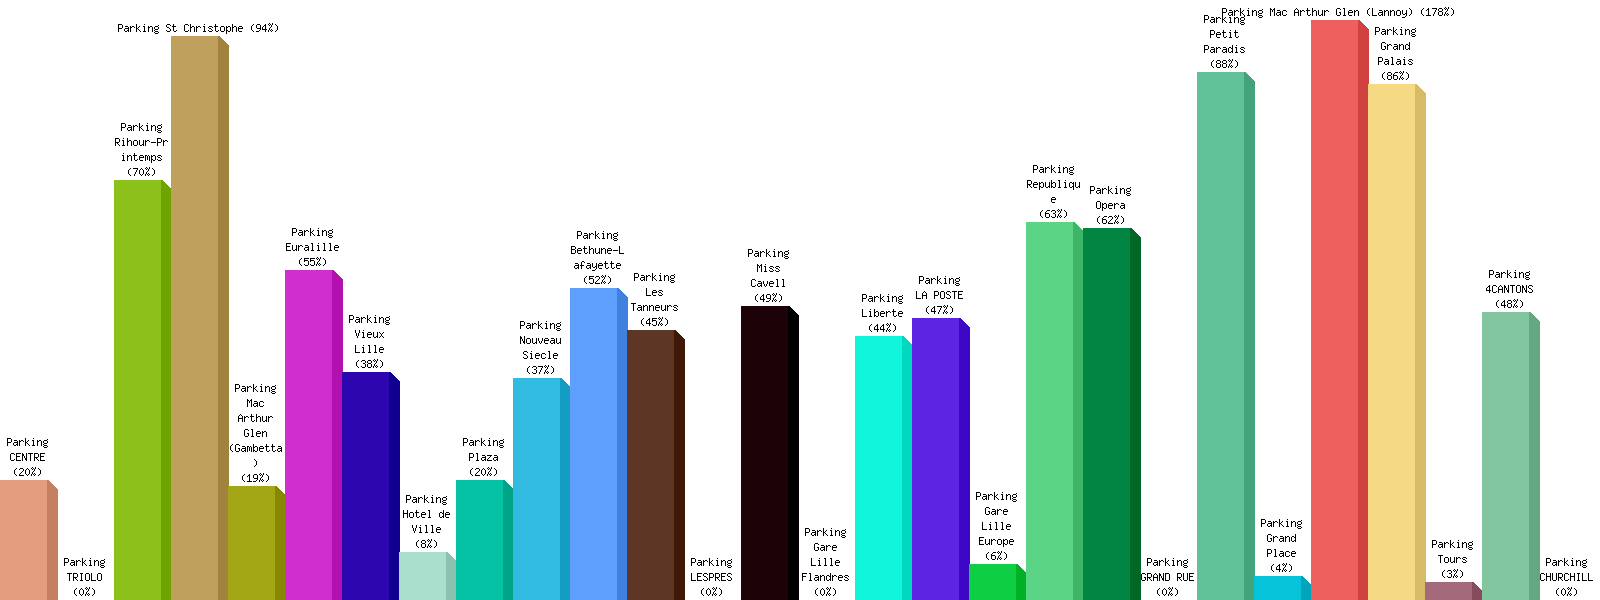 Parking
CENTRE
(20%)
Parking
TRIOLO
(0%)
Parking
Rihour-Pr
intemps
(70%)
Parking St Christophe (94%)
Parking
Mac
Arthur
Glen
(Gambetta
)
(19%)
Parking
Euralille
(55%)
Parking
Vieux
Lille
(38%)
Parking
Hotel de
Ville
(8%)
Parking
Plaza
(20%)
Parking
Nouveau
Siecle
(37%)
Parking
Bethune-L
afayette
(52%)
Parking
Les
Tanneurs
(45%)
Parking
LESPRES
(0%)
Parking
Miss
Cavell
(49%)
Parking
Gare
Lille
Flandres
(0%)
Parking
Liberte
(44%)
Parking
LA POSTE
(47%)
Parking
Gare
Lille
Europe
(6%)
Parking
Republiqu
e
(63%)
Parking
Opera
(62%)
Parking
GRAND RUE
(0%)
Parking
Petit
Paradis
(88%)
Parking
Grand
Place
(4%)
Parking Mac Arthur Glen (Lannoy) (178%)
Parking
Grand
Palais
(86%)
Parking
Tours
(3%)
Parking
4CANTONS
(48%)
Parking
CHURCHILL
(0%)